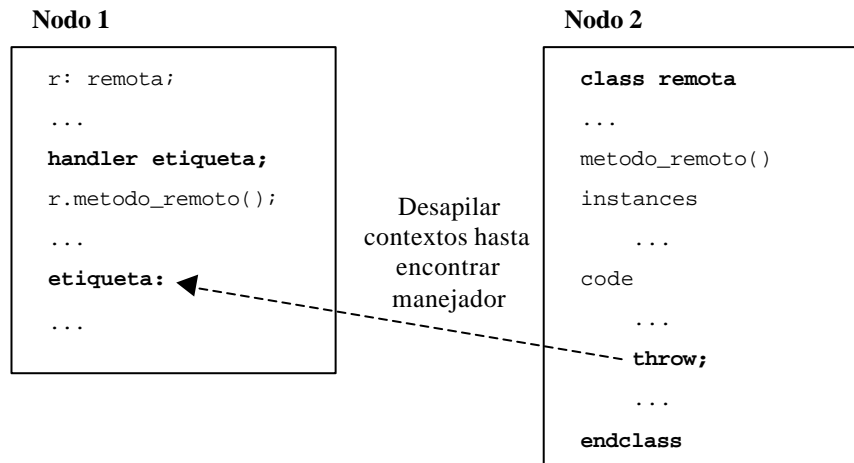 Nodo 1
r: remota;
...
handler etiqueta;
r.metodo_remoto();
...
etiqueta:
...
Desapilar
contextos hasta
encontrar
manejador
Nodo 2
class remota
...
metodo_remoto()
instances
...
code
...
throw;
...
endclass